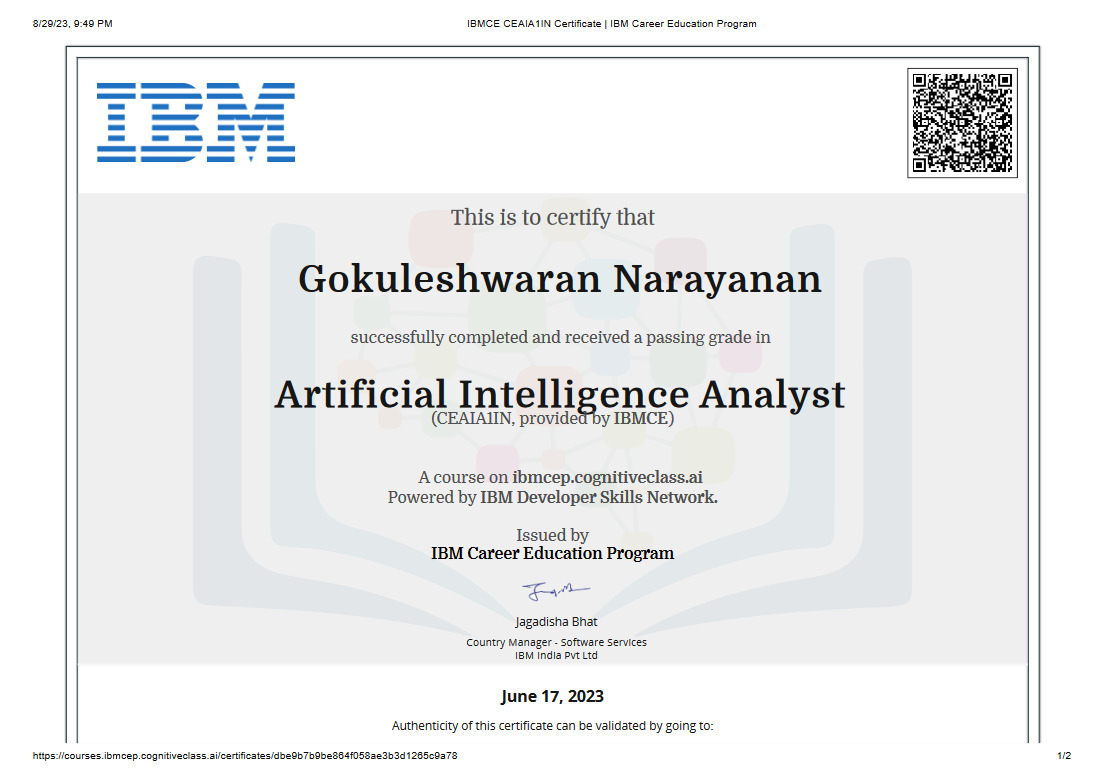 8/29/23, 9:49 PM
IBMCE CEAIA1IN Certificate | IBM Career Education Program
IBM
This is to certify that
Gokuleshwaran Narayanan
successfully completed and received a passing grade in
Artificial Intelligence Analyst
(CEAIA1IN, provided by IBMCE)
A course on ibmcep.cognitiveclass.ai
Powered by IBM Developer Skills Network.
Issued by
IBM Career Education Program
Jagadisha Bhat
Country Manager - Software Services
IBM India Pvt Ltd
June 17, 2023
Authenticity of this certificate can be validated by going to:
https://courses.ibmcep.cognitiveclass.ai/certificates/dbe9b7b9be864f058ae3b3d1265c9a78
1/2